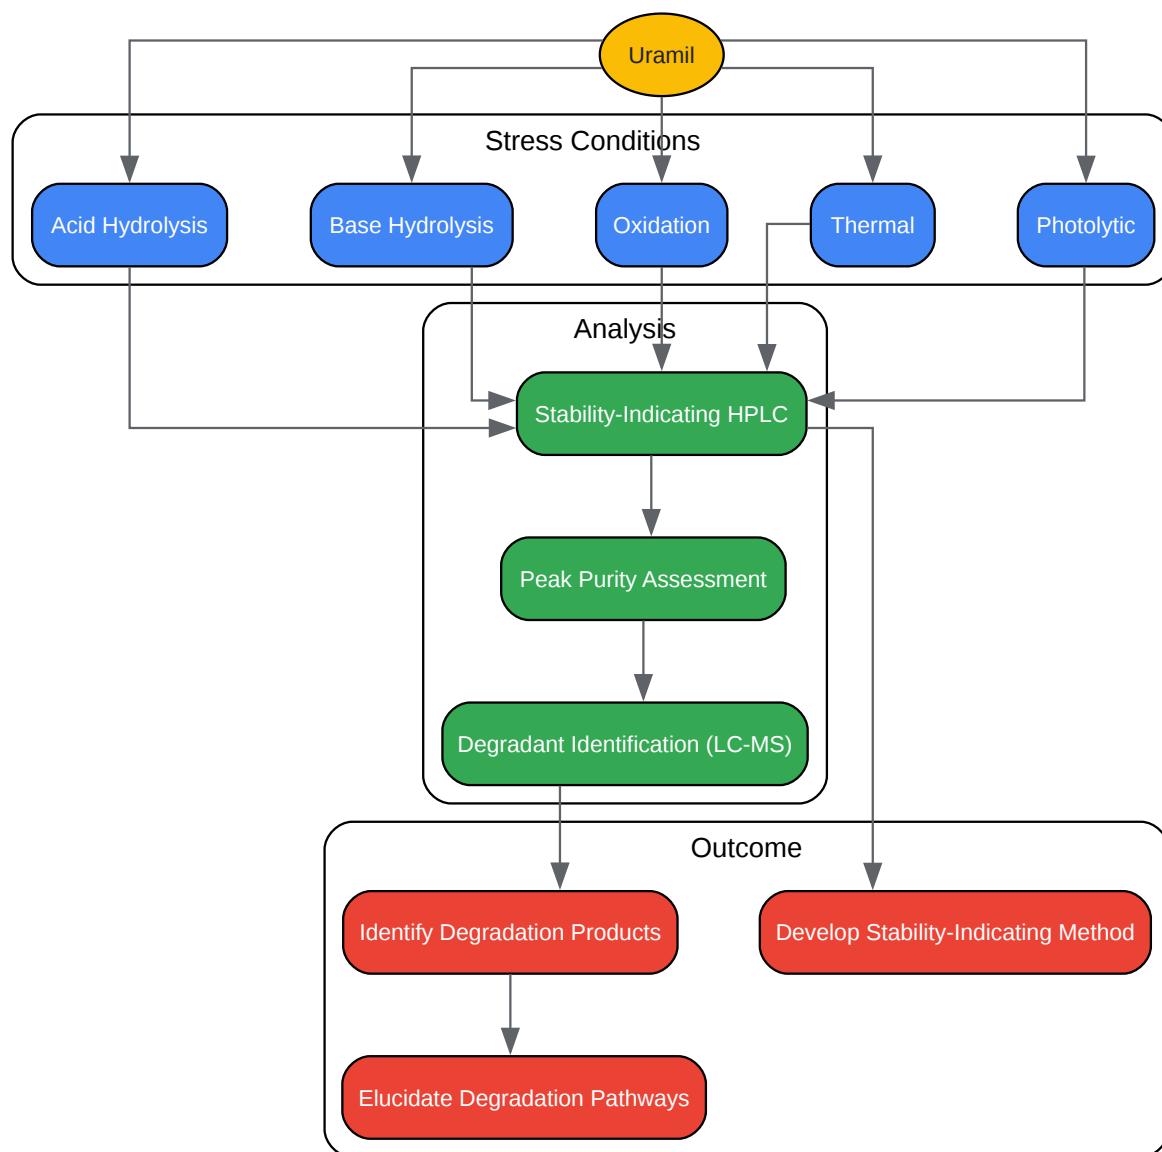 Uramil
Stress Conditions
Acid Hydrolysis
Base Hydrolysis
Oxidation
Thermal
Photolytic
Analysis
Stability-Indicating HPLC
Peak Purity Assessment
Degradant Identification (LC-MS)
Outcome
Identify Degradation Products
Develop Stability-Indicating Method
Elucidate Degradation Pathways